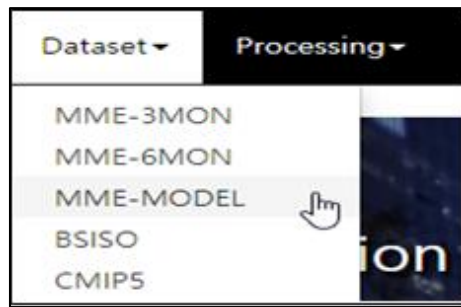 Dataset Processing
MME-3MON
MME-6MON
MME-MODEL
BSISO
CMIP5
ion